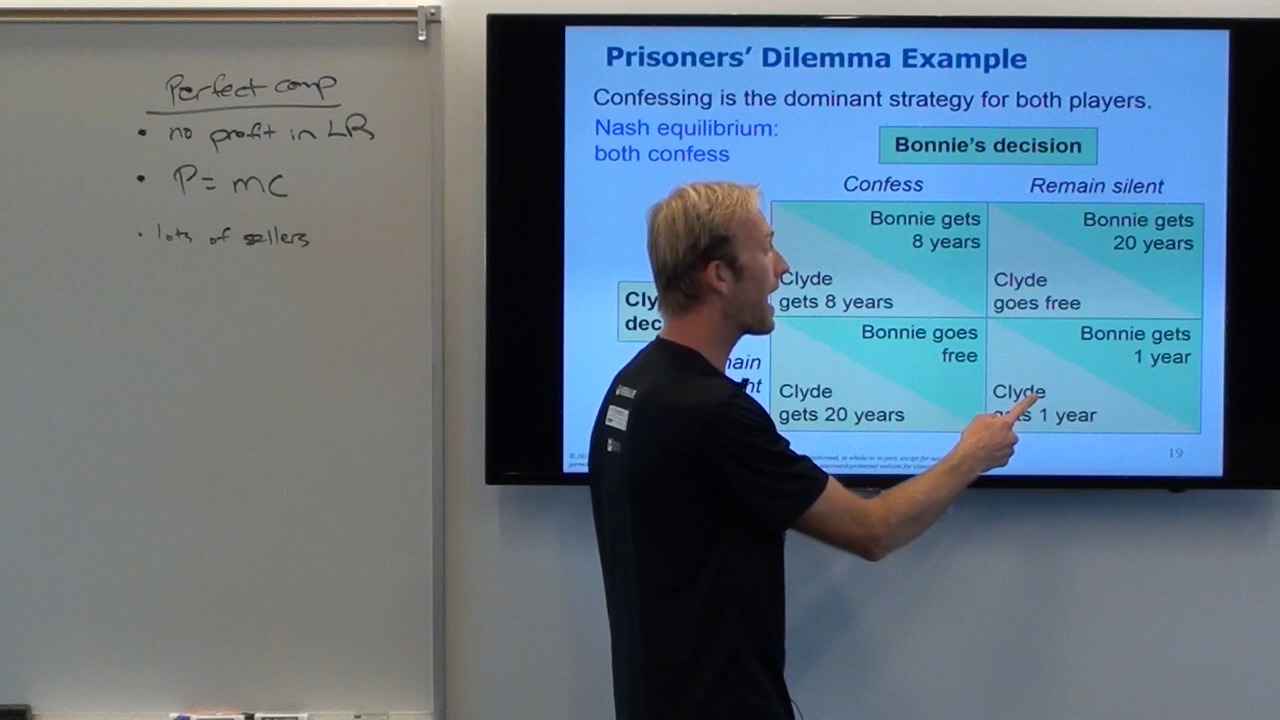 Perfect comp
• no profit in LR
• P = mc
• lots of sellers
Prisoners' Dilemma Example
Confessing is the dominant strategy for both players.
Nash equilibrium:
both confess
Bonnie's decision
Confess
Remain silent
Bonnie gets
8 years
Clyde
gets 8 years
Bonnie gets
20 years
Clyde
goes free
Bonnie goes
free
Clyde
gets 20 years
Bonnie gets
1 year
Clyde
1 year
19